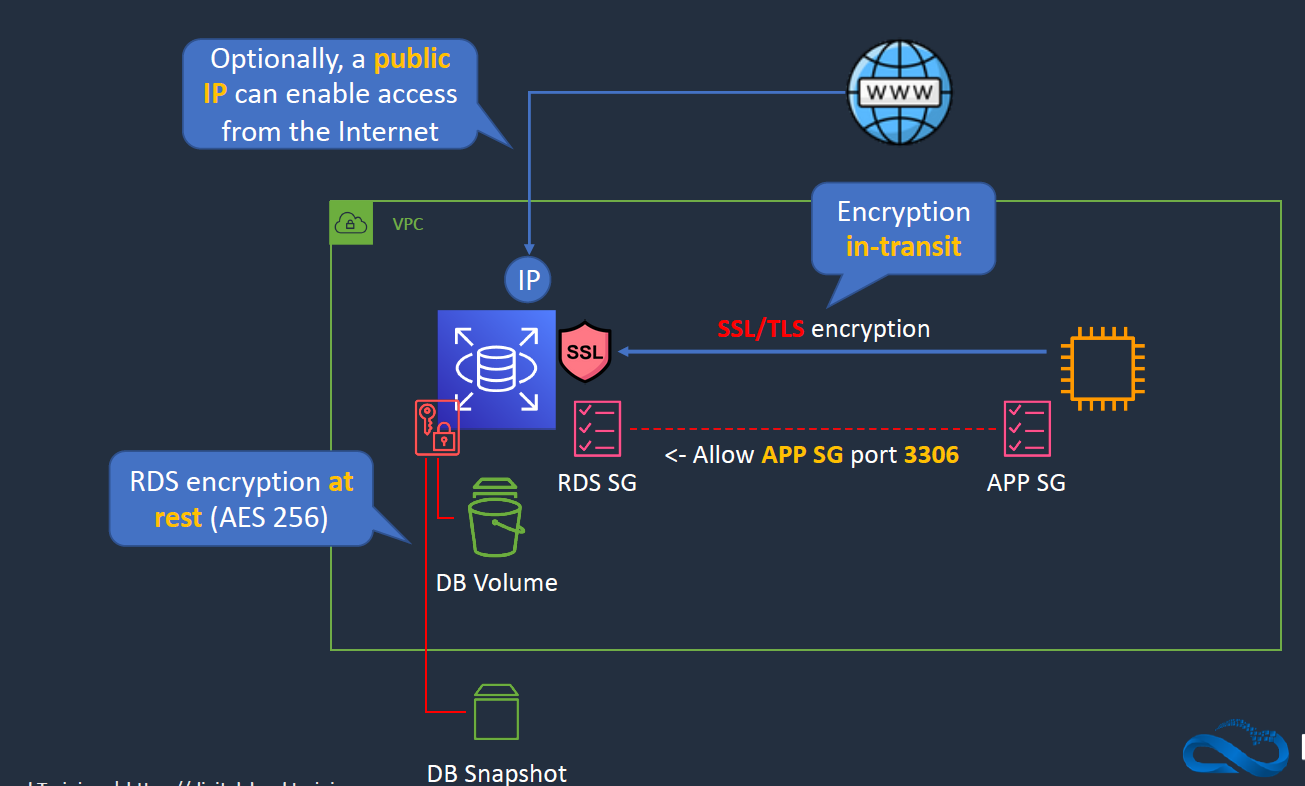 Optionally, a public
IP can enable access
from the Internet
WWW
Encryption
in-transit
VPC
IP
SSL/TLS encryption
SSL
<- Allow APP SG port 3306
RDS SG
APP SG
RDS encryption at
rest (AES 256)
DB Volume
DB Snapshot